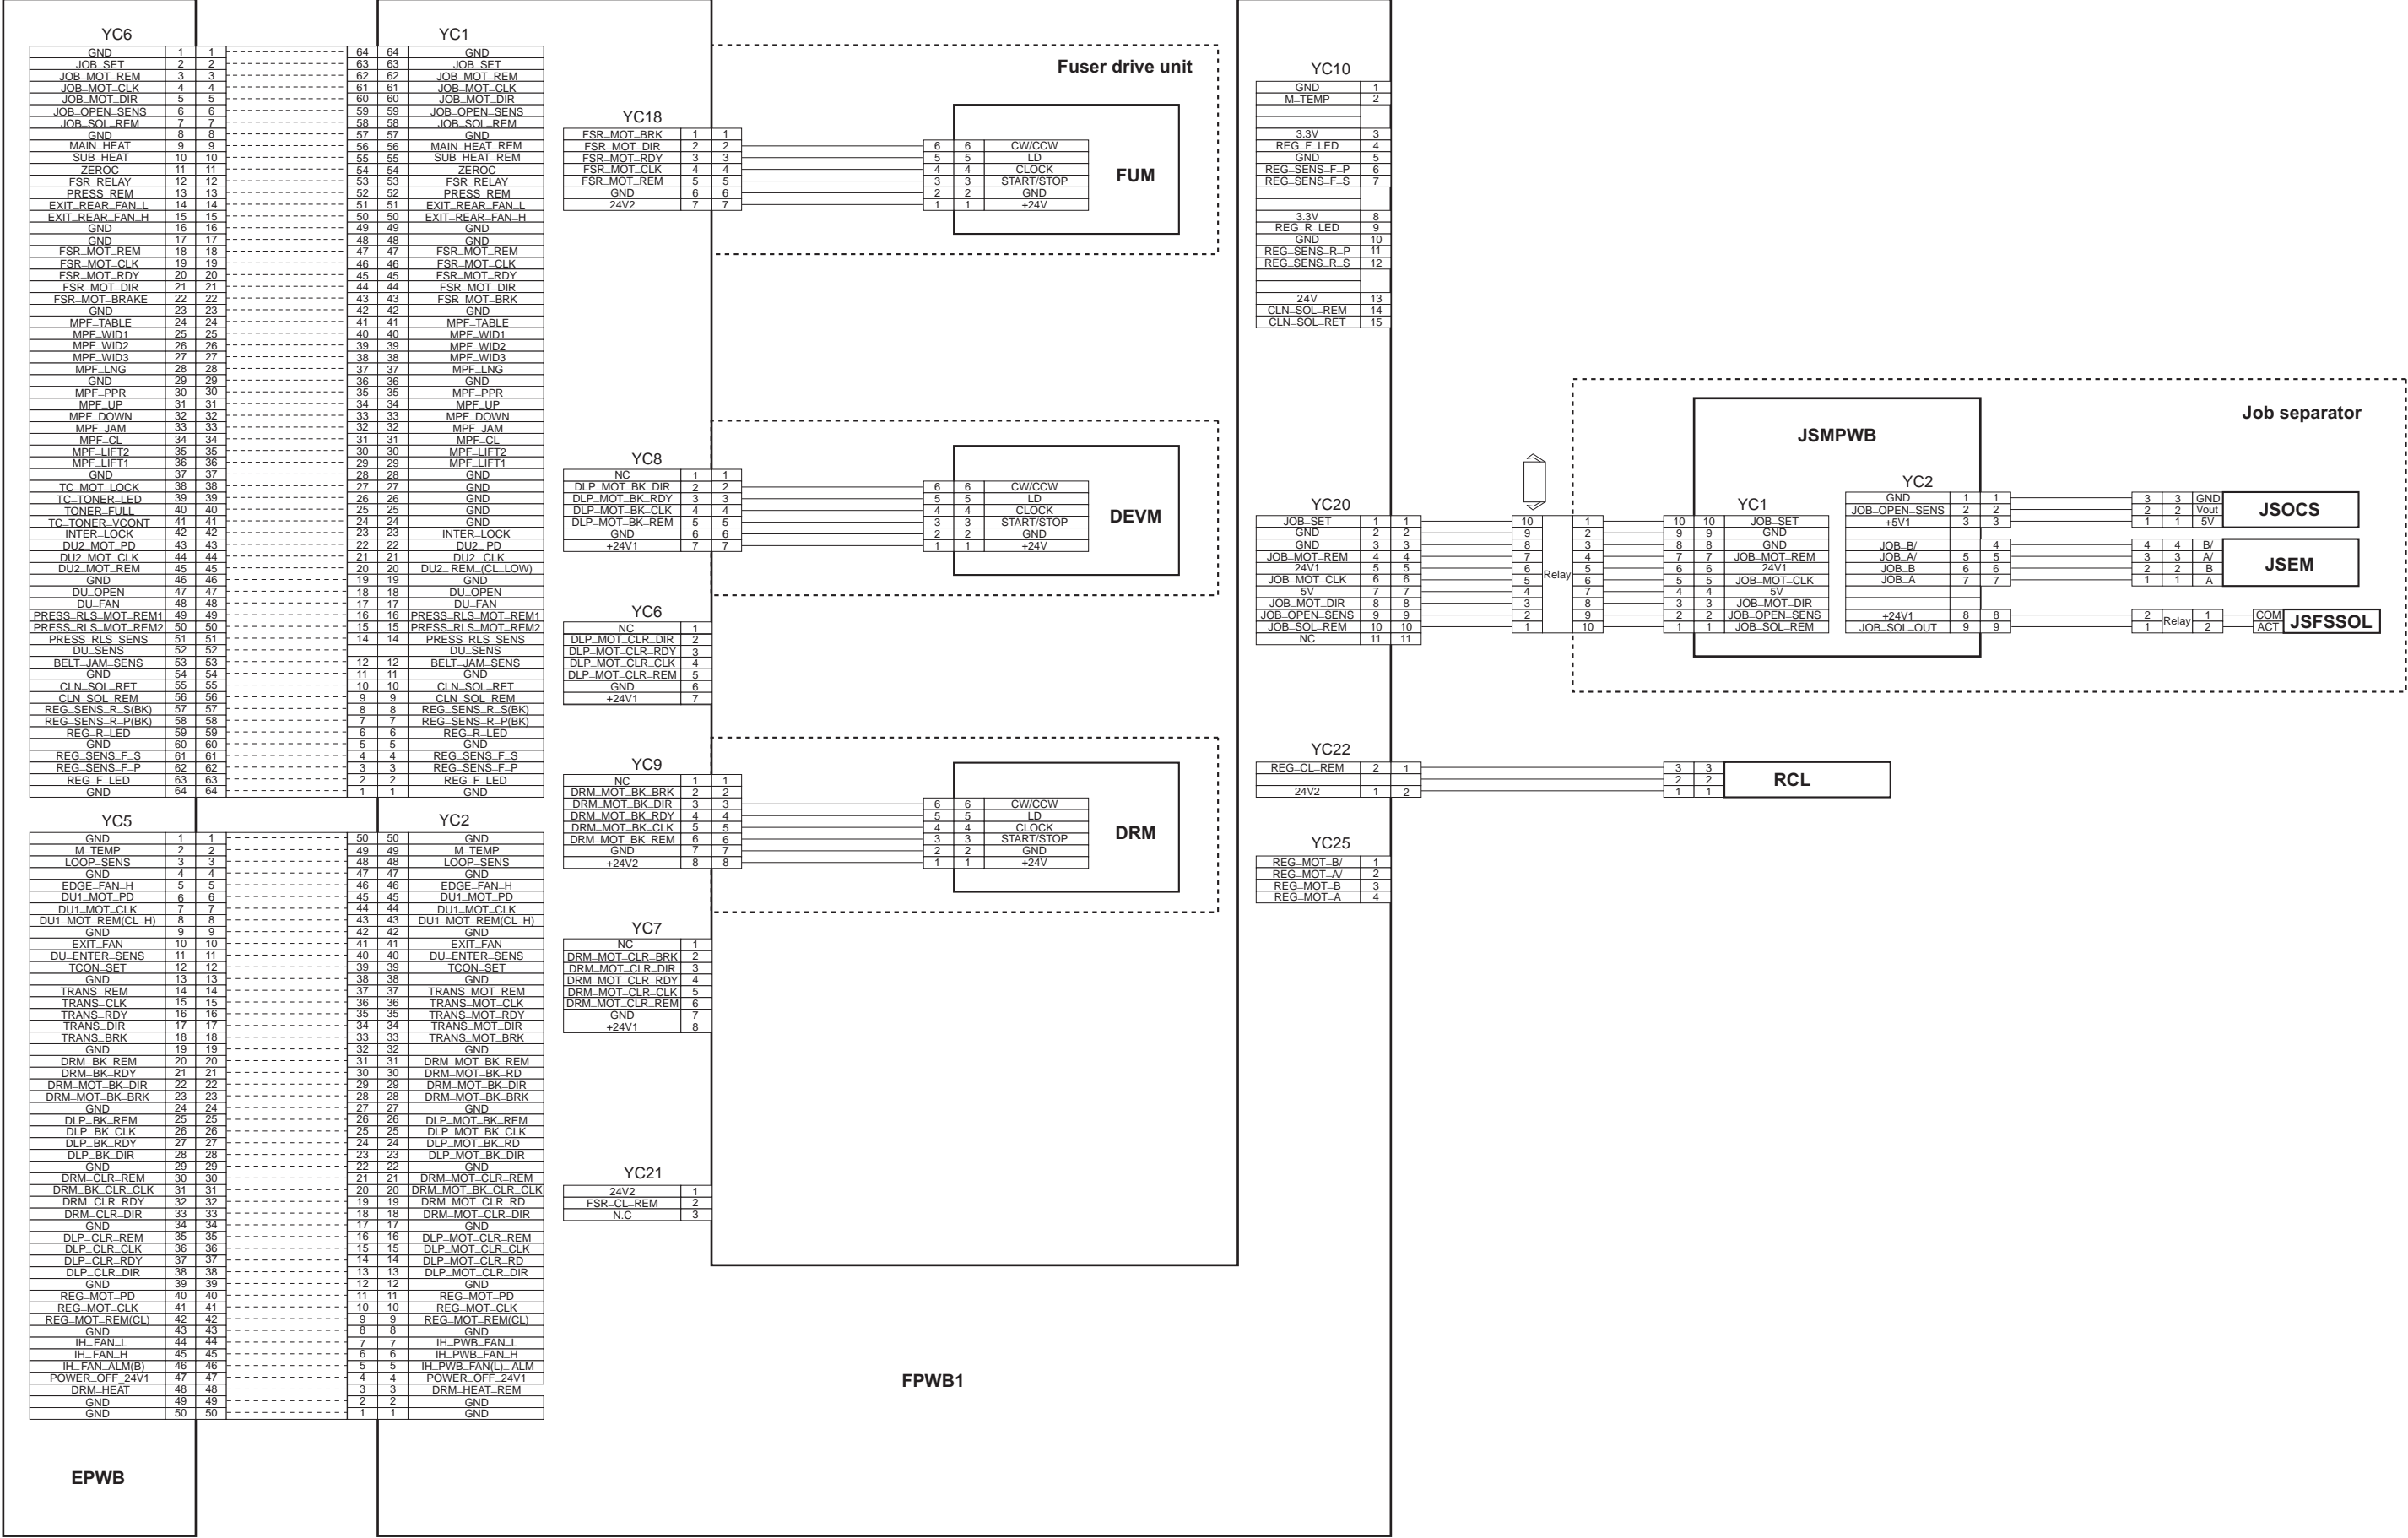 YC6
GND 1 1
JOB_SET 2 2
JOB_MOT_REM 3 3
JOB_MOT_CLK 4 4
JOB_MOT_DIR 5 5
JOB_OPEN_SENS 6 6
JOB_SOL_REM 7 7
GND 8 8
MAIN_HEAT 9 9
SUB_HEAT 10 10
ZEROC 11 11
FSR_RELAY 12 12
PRESS_REM 13 13
EXIT_REAR_FAN_L 14 14
EXIT_REAR_FAN_H 15 15
GND 16 16
GND 17 17
FSR_MOT_REM 18 18
FSR_MOT_CLK 19 19
FSR_MOT_RDY 20 20
FSR_MOT_DIR 21 21
FSR_MOT_BRAKE 22 22
GND 23 23
MPF_TABLE 24 24
MPF_WID1 25 25
MPF_WID2 26 26
MPF_WID3 27 27
MPF_LNG 28 28
GND 29 29
MPF_PPR 30 30
MPF_UP 31 31
MPF_DOWN 32 32
MPF_JAM 33 33
MPF_CL 34 34
MPF_LIFT2 35 35
MPF_LIFT1 36 36
GND 37 37
TC_MOT_LOCK 38 38
TC_TONER_LED 39 39
TONER_FULL 40 40
TC_TONER_VCONT 41 41
INTER_LOCK 42 42
DU2_MOT_PD 43 43
DU2_MOT_CLK 44 44
DU2_MOT_REM 45 45
GND 46 46
DU_OPEN 47 47
DU_FAN 48 48
PRESS_RLS_MOT_REM1 49 49
PRESS_RLS_MOT_REM2 50 50
PRESS_RLS_SENS 51 51
DU_SENS 52 52
BELT_JAM_SENS 53 53
GND 54 54
CLN_SOL_RET 55 55
CLN_SOL_REM 56 56
REG_SENS_R_S(BK) 57 57
REG_SENS_R_P(BK) 58 58
REG_R_LED 59 59
GND 60 60
REG_SENS_F_S 61 61
REG_SENS_F_P 62 62
REG_F_LED 63 63
GND 64 64
YC1
64 64 GND
63 63 JOB_SET
62 62 JOB_MOT_REM
61 61 JOB_MOT_CLK
60 60 JOB_MOT_DIR
59 59 JOB_OPEN_SENS
58 58 JOB_SOL_REM
57 57 GND
56 56 MAIN_HEAT_REM
55 55 SUB_HEAT_REM
54 54 ZEROC
53 53 FSR_RELAY
52 52 PRESS_REM
51 51 EXIT_REAR_FAN_L
50 50 EXIT_REAR_FAN_H
49 49 GND
48 48 GND
47 47 FSR_MOT_REM
46 46 FSR_MOT_CLK
45 45 FSR_MOT_RDY
44 44 FSR_MOT_DIR
43 43 FSR_MOT_BRK
42 42 GND
41 41 MPF_TABLE
40 40 MPF_WID1
39 39 MPF_WID2
38 38 MPF_WID3
37 37 MPF_LNG
36 36 GND
35 35 MPF_PPR
34 34 MPF_UP
33 33 MPF_DOWN
32 32 MPF_JAM
31 31 MPF_CL
30 30 MPF_LIFT2
29 29 MPF_LIFT1
28 28 GND
27 27 GND
26 26 GND
25 25 GND
24 24 GND
23 23 INTER_LOCK
22 22 DU2_ PD
21 21 DU2_ CLK
20 20 DU2_ REM_(CL_LOW)
19 19 GND
18 18 DU_OPEN
17 17 DU_FAN
16 16 PRESS_RLS_MOT_REM1
15 15 PRESS_RLS_MOT_REM2
14 14 PRESS_RLS_SENS
DU_SENS
12 12 BELT_JAM_SENS
11 11 GND
10 10 CLN_SOL_RET
9 9 CLN_SOL_REM
8 8 REG_SENS_R_S(BK)
7 7 REG_SENS_R_P(BK)
6 6 REG_R_LED
5 5 GND
4 4 REG_SENS_F_S
3 3 REG_SENS_F_P
2 2 REG_F_LED
1 1 GND
YC5
GND 1 1
M_TEMP 2 2
LOOP_SENS 3 3
GND 4 4
EDGE_FAN_H 5 5
DU1_MOT_PD 6 6
DU1_MOT_CLK 7 7
DU1_MOT_REM(CL_H) 8 8
GND 9 9
EXIT_FAN 10 10
DU_ENTER_SENS 11 11
TCON_SET 12 12
GND 13 13
TRANS_REM 14 14
TRANS_CLK 15 15
TRANS_RDY 16 16
TRANS_DIR 17 17
TRANS_BRK 18 18
GND 19 19
DRM_BK_REM 20 20
DRM_BK_RDY 21 21
DRM_MOT_BK_DIR 22 22
DRM_MOT_BK_BRK 23 23
GND 24 24
DLP_BK_REM 25 25
DLP_BK_CLK 26 26
DLP_BK_RDY 27 27
DLP_BK_DIR 28 28
GND 29 29
DRM_CLR_REM 30 30
DRM_BK_CLR_CLK 31 31
DRM_CLR_RDY 32 32
DRM_CLR_DIR 33 33
GND 34 34
DLP_CLR_REM 35 35
DLP_CLR_CLK 36 36
DLP_CLR_RDY 37 37
DLP_CLR_DIR 38 38
GND 39 39
REG_MOT_PD 40 40
REG_MOT_CLK 41 41
REG_MOT_REM(CL) 42 42
GND 43 43
IH_FAN_L 44 44
IH_FAN_H 45 45
IH_FAN_ALM(B) 46 46
POWER_OFF_24V1 47 47
DRM_HEAT 48 48
GND 49 49
GND 50 50
YC2
50 50 GND
49 49 M_TEMP
48 48 LOOP_SENS
47 47 GND
46 46 EDGE_FAN_H
45 45 DU1_MOT_PD
44 44 DU1_MOT_CLK
43 43 DU1_MOT_REM(CL_H)
42 42 GND
41 41 EXIT_FAN
40 40 DU_ENTER_SENS
39 39 TCON_SET
38 38 GND
37 37 TRANS_MOT_REM
36 36 TRANS_MOT_CLK
35 35 TRANS_MOT_RDY
34 34 TRANS_MOT_DIR
33 33 TRANS_MOT_BRK
32 32 GND
31 31 DRM_MOT_BK_REM
30 30 DRM_MOT_BK_RD
29 29 DRM_MOT_BK_DIR
28 28 DRM_MOT_BK_BRK
27 27 GND
26 26 DLP_MOT_BK_REM
25 25 DLP_MOT_BK_CLK
24 24 DLP_MOT_BK_RD
23 23 DLP_MOT_BK_DIR
22 22 GND
21 21 DRM_MOT_CLR_REM
20 20 DRM_MOT_BK_CLR_CLK
19 19 DRM_MOT_CLR_RD
18 18 DRM_MOT_CLR_DIR
17 17 GND
16 16 DLP_MOT_CLR_REM
15 15 DLP_MOT_CLR_CLK
14 14 DLP_MOT_CLR_RD
13 13 DLP_MOT_CLR_DIR
12 12 GND
11 11 REG_MOT_PD
10 10 REG_MOT_CLK
9 9 REG_MOT_REM(CL)
8 8 GND
7 7 IH_PWB_FAN_L
6 6 IH_PWB_FAN_H
5 5 IH_PWB_FAN(L)_ ALM
4 4 POWER_OFF_24V1
3 3 DRM_HEAT_REM
2 2 GND
1 1 GND
EPWB
YC18
FSR_MOT_BRK 1 1
FSR_MOT_DIR 2 2
FSR_MOT_RDY 3 3
FSR_MOT_CLK 4 4
FSR_MOT_REM 5 5
GND 6 6
24V2 7 7
Fuser drive unit
6 6 CW/CCW
5 5 LD
4 4 CLOCK
3 3 START/STOP
2 2 GND
1 1 +24V
FUM
YC8
NC 1 1
DLP_MOT_BK_DIR 2 2
DLP_MOT_BK_RDY 3 3
DLP_MOT_BK_CLK 4 4
DLP_MOT_BK_REM 5 5
GND 6 6
+24V1 7 7
6 6 CW/CCW
5 5 LD
4 4 CLOCK
3 3 START/STOP
2 2 GND
1 1 +24V
DEVM
YC6
NC 1
DLP_MOT_CLR_DIR 2
DLP_MOT_CLR_RDY 3
DLP_MOT_CLR_CLK 4
DLP_MOT_CLR_REM 5
GND 6
+24V1 7
YC9
NC 1 1
DRM_MOT_BK_BRK 2 2
DRM_MOT_BK_DIR 3 3
DRM_MOT_BK_RDY 4 4
DRM_MOT_BK_CLK 5 5
DRM_MOT_BK_REM 6 6
GND 7 7
+24V2 8 8
6 6 CW/CCW
5 5 LD
4 4 CLOCK
3 3 START/STOP
2 2 GND
1 1 +24V
DRM
YC7
NC 1
DRM_MOT_CLR_BRK 2
DRM_MOT_CLR_DIR 3
DRM_MOT_CLR_RDY 4
DRM_MOT_CLR_CLK 5
DRM_MOT_CLR_REM 6
GND 7
+24V1 8
YC21
24V2 1
FSR_CL_REM 2
N.C 3
FPWB1
YC10
GND 1
M_TEMP 2
3.3V 3
REG_F_LED 4
GND 5
REG_SENS_F_P 6
REG_SENS_F_S 7
3.3V 8
REG_R_LED 9
GND 10
REG_SENS_R_P 11
REG_SENS_R_S 12
24V 13
CLN_SOL_REM 14
CLN_SOL_RET 15
YC20
JOB_SET 1 1
GND 2 2
GND 3 3
JOB_MOT_REM 4 4
24V1 5 5
JOB_MOT_CLK 6 6
5V 7 7
JOB_MOT_DIR 8 8
JOB_OPEN_SENS 9 9
JOB_SOL_REM 10 10
NC 11 11
10 1
9 2
8 3
7 4
6 5
Relay
5 6
4 7
3 8
2 9
1 10
Job separator
JSMPWB
YC1
10 10 JOB_SET
9 9 GND
8 8 GND
7 7 JOB_MOT_REM
6 6 24V1
5 5 JOB_MOT_CLK
4 4 5V
3 3 JOB_MOT_DIR
2 2 JOB_OPEN_SENS
1 1 JOB_SOL_REM
YC2
GND 1 1
JOB_OPEN_SENS 2 2
+5V1 3 3
JOB_B/ 4
JOB_A/ 5 5
JOB_B 6 6
JOB_A 7 7
+24V1 8 8
JOB_SOL_OUT 9 9
3 3 GND
2 2 Vout
1 1 5V
JSOCS
4 4 B/
3 3 A/
2 2 B
1 1 A
JSEM
2 Relay 1 COM
1 2 ACT
JSFSSOL
YC22
REG_CL_REM 2 1
24V2 1 2
3 3
2 2
1 1
RCL
YC25
REG_MOT_B/ 1
REG_MOT_A/ 2
REG_MOT_B 3
REG_MOT_A 4